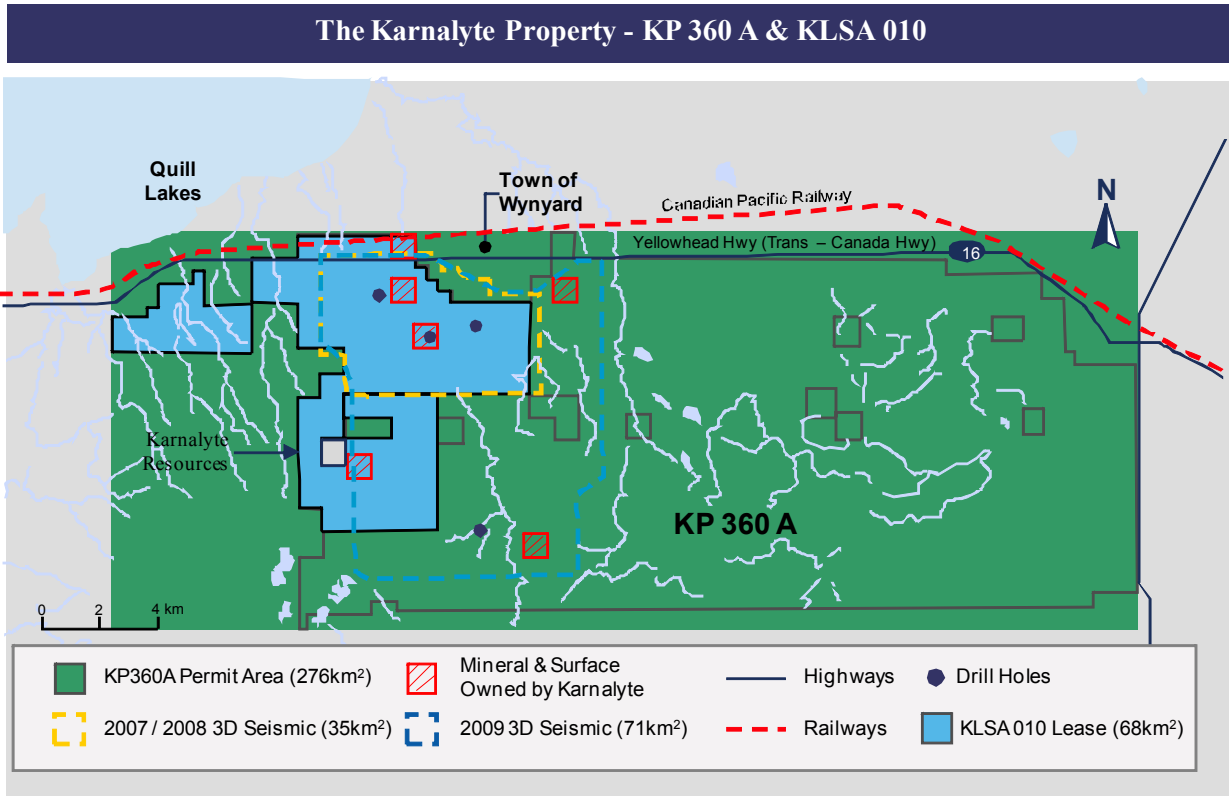 The Karnalyte Property - KP 360 A & KLSA 010
Quill
Lakes
Town of
Wynyard
Canadian Pacific Railway
N
Yellowhead Hwy (Trans – Canada Hwy)
16
Karnalyte
Resources
KP 360 A
0 2 4 km
KP360A Permit Area (276km²)
Mineral & Surface
Owned by Karnalyte
Highways
Drill Holes
2007 / 2008 3D Seismic (35km²)
2009 3D Seismic (71km²)
Railways
KLSA 010 Lease (68km²)